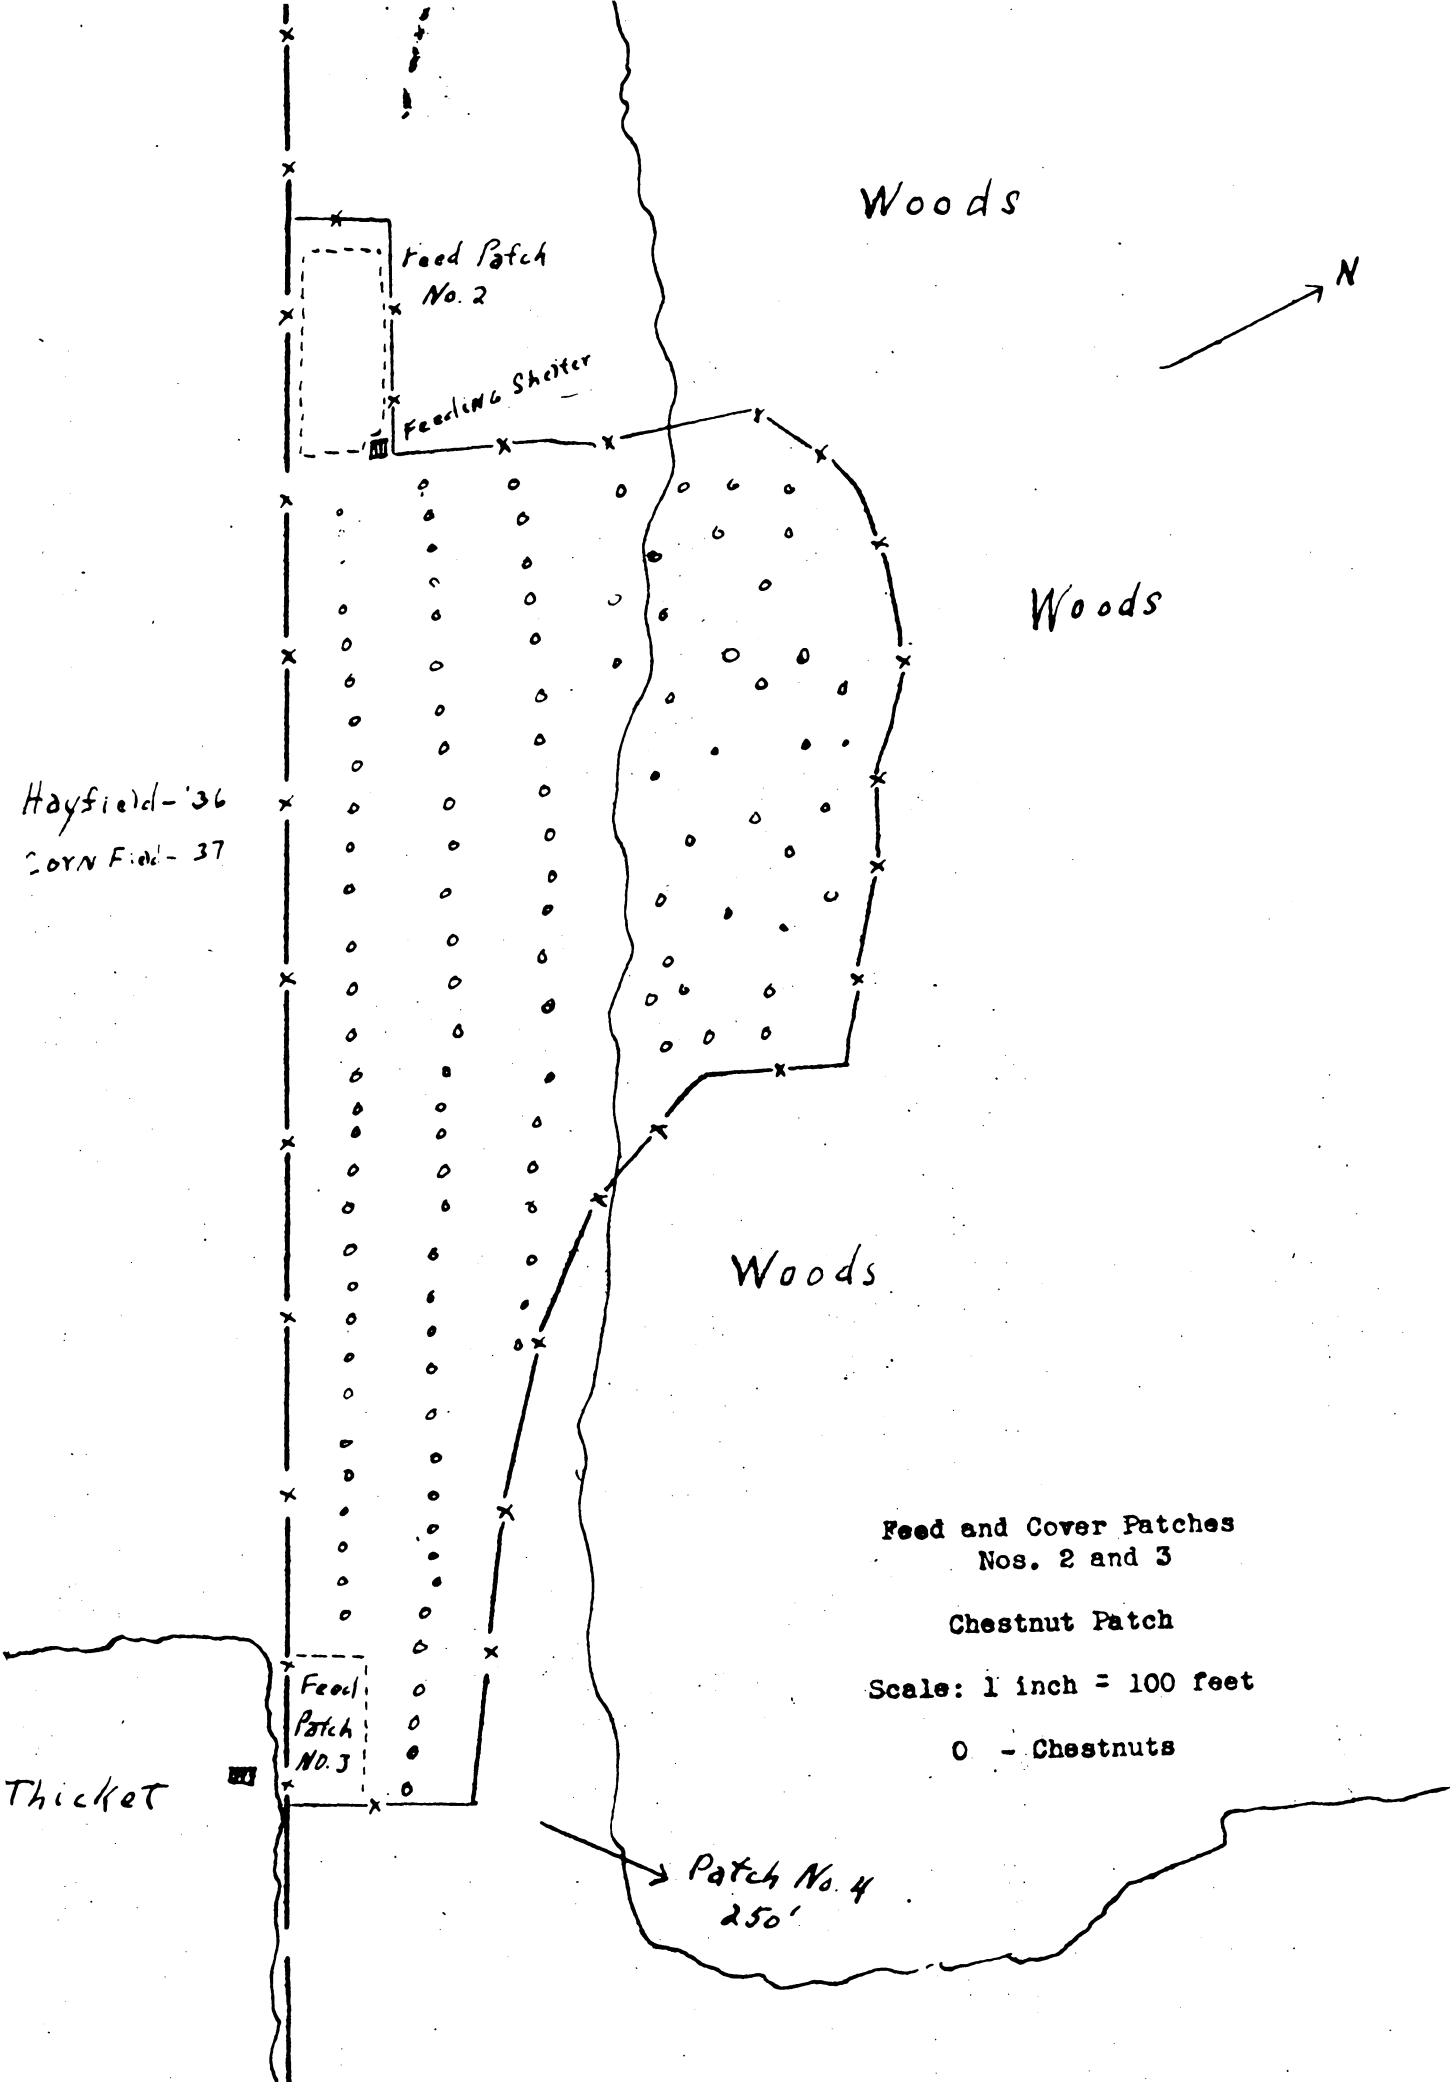 Woods
N
Feed Patch
No. 2
Feeding Shelter
Woods
Hayfield - '36
Corn Field - 37
Woods
Feed and Cover Patches
Nos. 2 and 3
Chestnut Patch
Scale: 1 inch = 100 feet
O - Chestnuts
Feed
Patch
No. 3
Thicket
Patch No. 4
250'